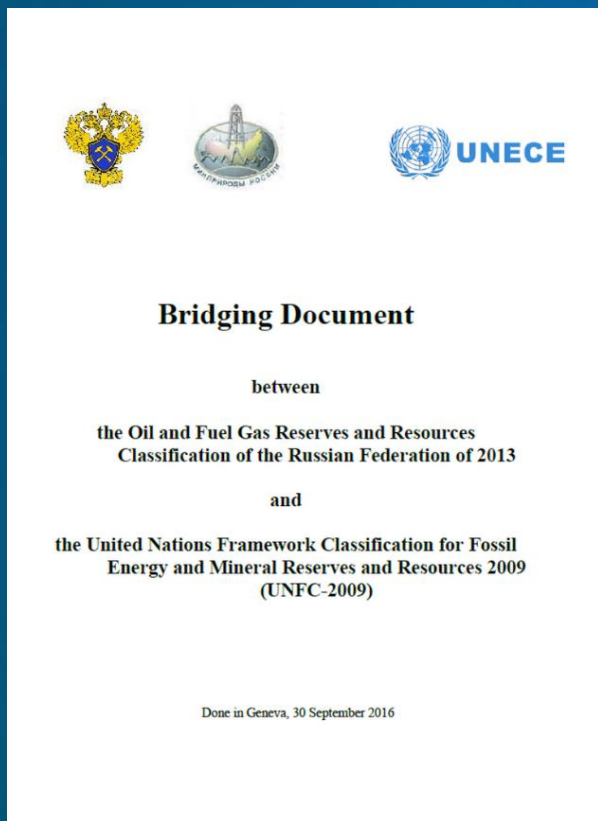 МИНПРИРОДЫ РОССИИ
UNECE
Bridging Document
between
the Oil and Fuel Gas Reserves and Resources
Classification of the Russian Federation of 2013
and
the United Nations Framework Classification for Fossil
Energy and Mineral Reserves and Resources 2009
(UNFC-2009)
Done in Geneva, 30 September 2016